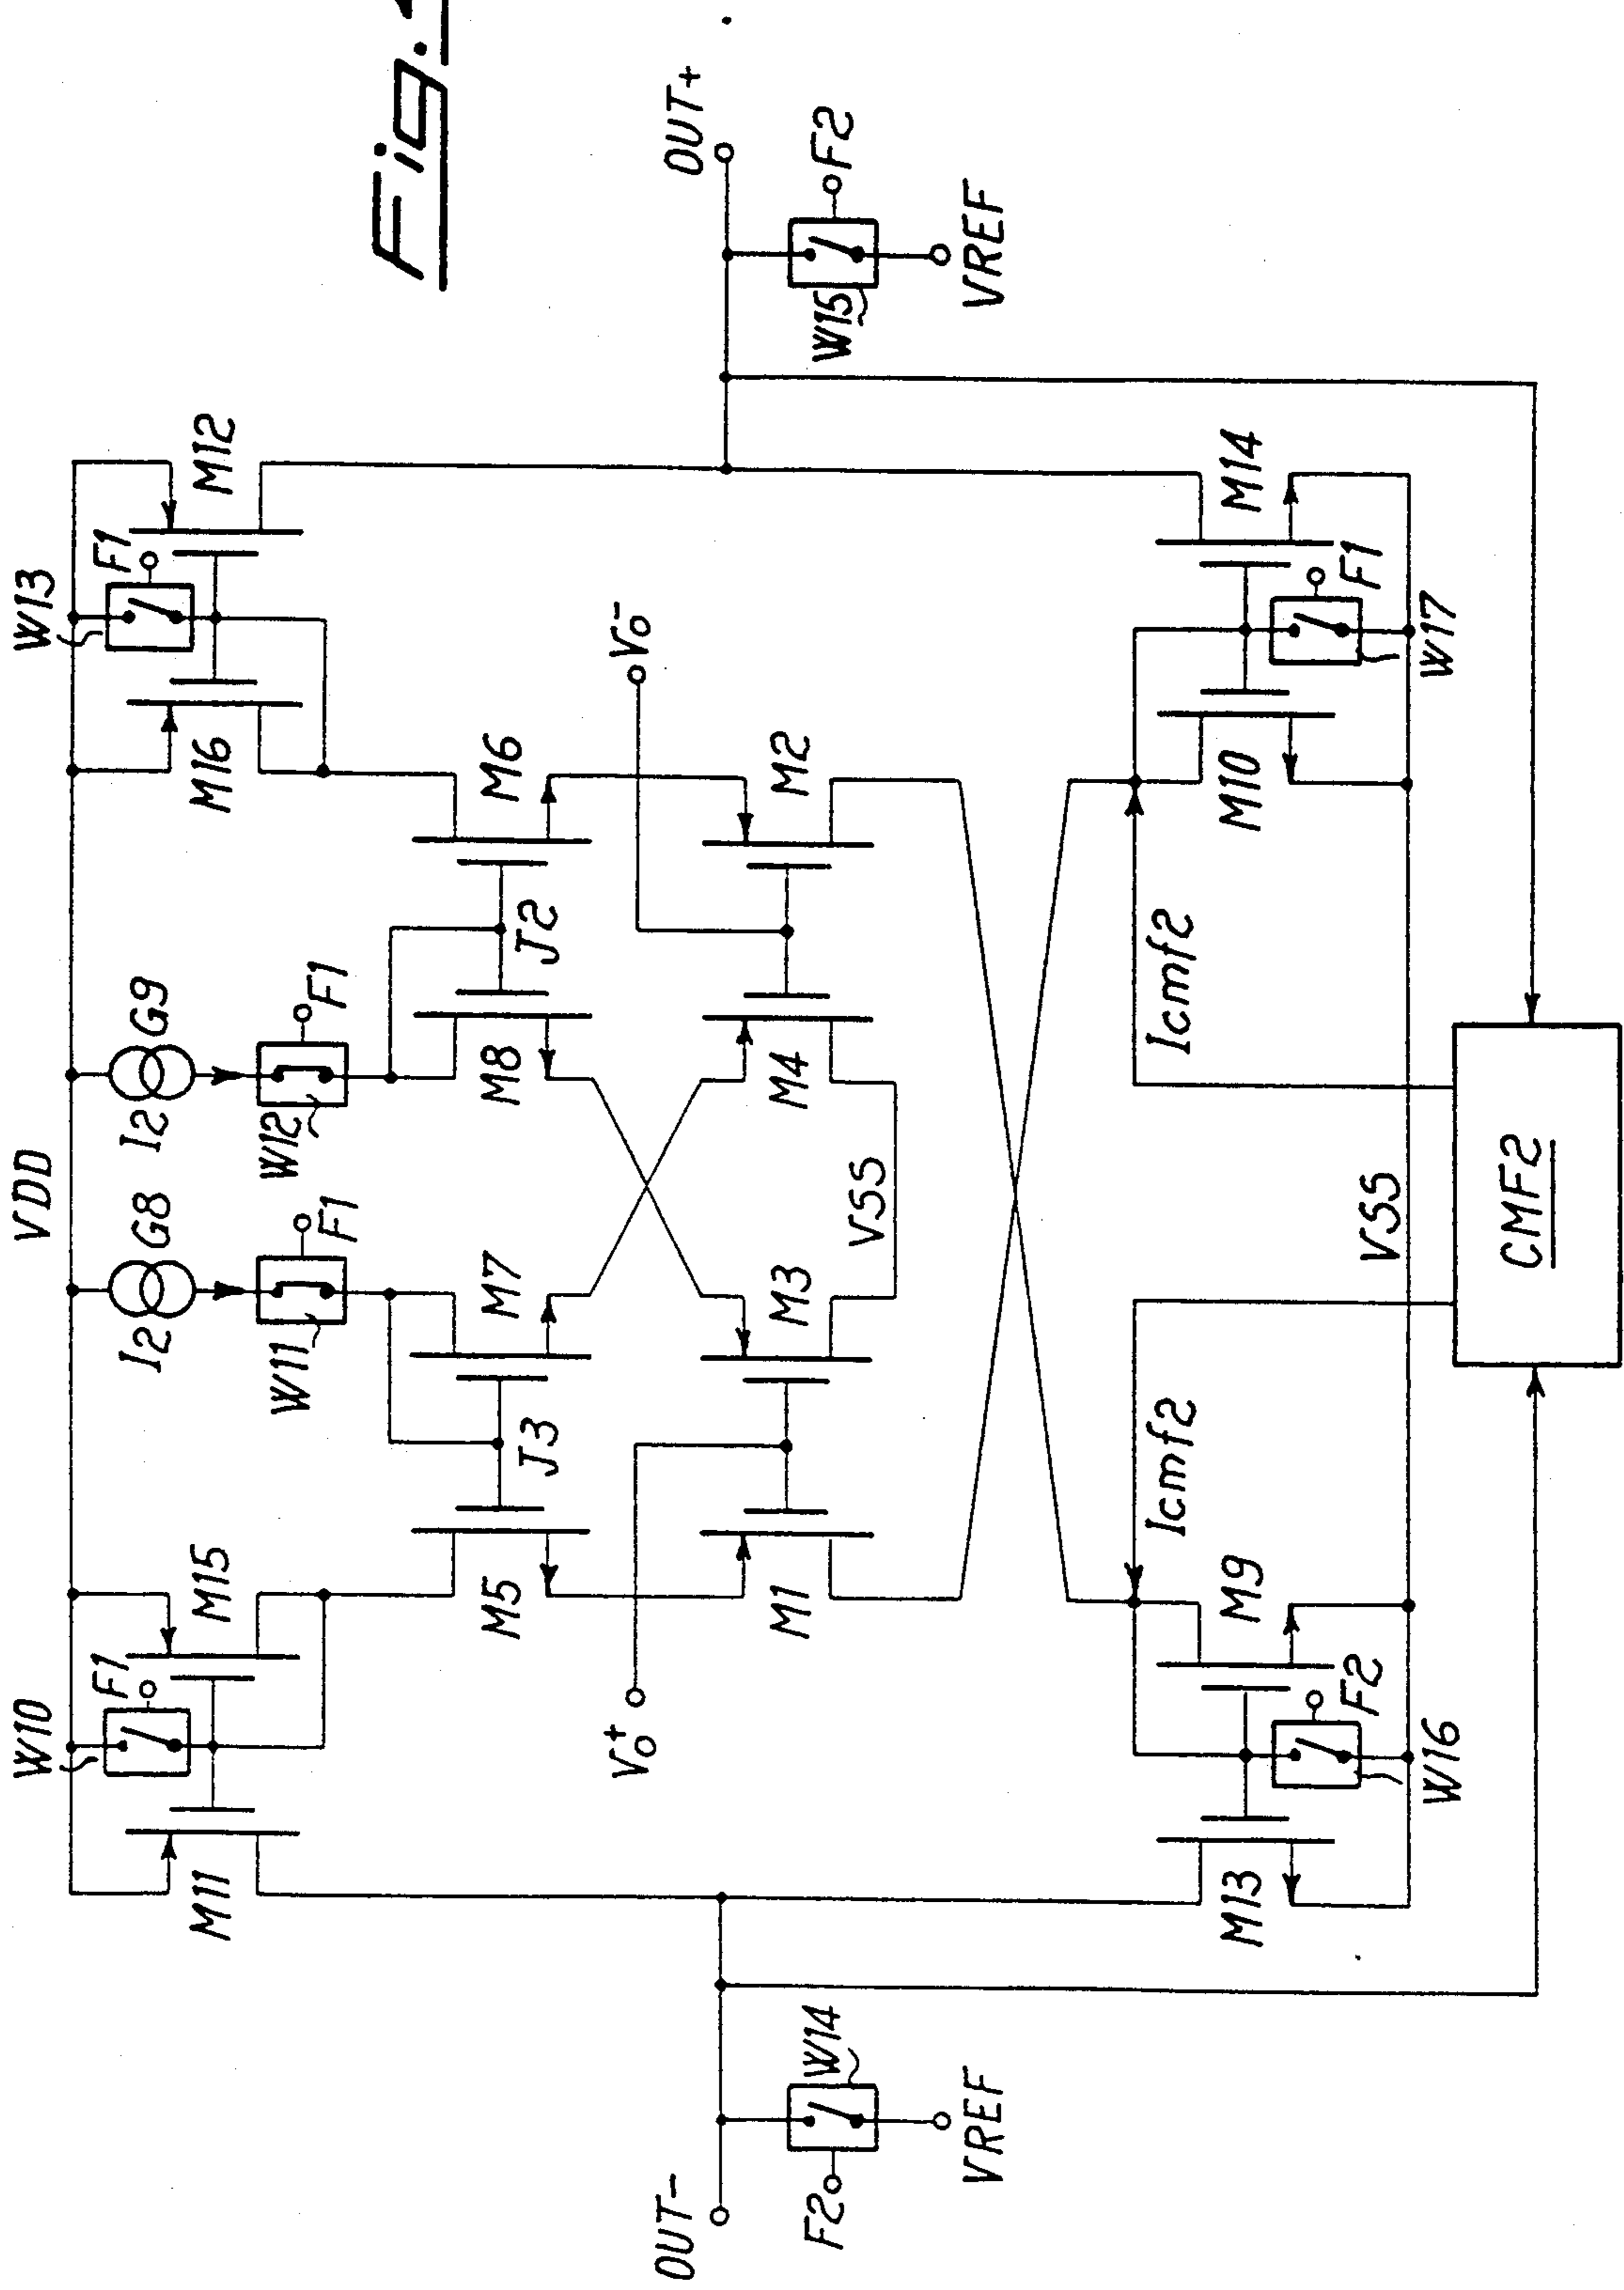 Fig.
VDD
W10
F1
M11
M15
I2
G8
I2
G9
W11
F1
W12
F1
W13
F1
M16
M12
M5
J3
M7
M8
J2
M6
Vo+
Vo-
M1
M3
VSS
M4
M2
OUT-
F2
W14
VREF
OUT+
W15
F2
VREF
Icmf2
Icmf2
M13
M9
F2
W16
VSS
M10
M14
F1
W17
CMF2